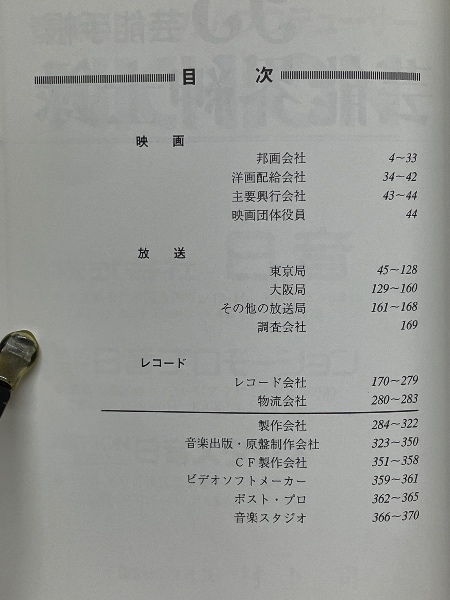 目 次
映 画
邦画会社 4～33
洋画配給会社 34～42
主要興行会社 43～44
映画団体役員 44
放 送
東京局 45～128
大阪局 129～160
その他の放送局 161～168
調査会社 169
レコード
レコード会社 170～279
物流会社 280～283
製作会社 284～322
音楽出版・原盤制作会社 323～350
ＣＦ製作会社 351～358
ビデオソフトメーカー 359～361
ポスト・プロ 362～365
音楽スタジオ 366～370